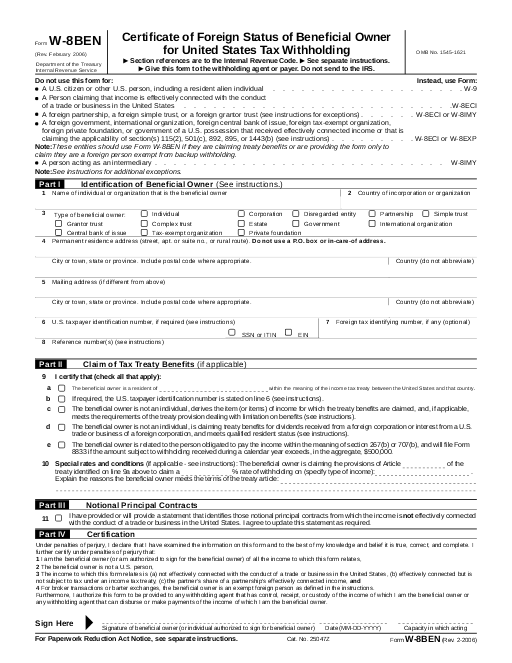 Form W-8BEN
(Rev. February 2006)
Department of the Treasury
Internal Revenue Service
Certificate of Foreign Status of Beneficial Owner
for United States Tax Withholding
▶ Section references are to the Internal Revenue Code. ▶ See separate instructions.
▶ Give this form to the withholding agent or payer. Do not send to the IRS.
OMB No. 1545-1621
Do not use this form for: Instead, use Form:
● A U.S. citizen or other U.S. person, including a resident alien individual . . . . . . . . . . . . . W-9
● A Person claiming that income is effectively connected with the conduct
of a trade or business in the United States . . . . . . . . . . . . . . . . . . . . W-8ECI
● A foreign partnership, a foreign simple trust, or a foreign grantor trust (see instructions for exceptions) . . . . W-8ECI or W-8IMY
● A foreign government, international organization, foreign central bank of issue, foreign tax-exempt organization,
foreign private foundation, or government of a U.S. possession that received effectively connected income or that is
claiming the applicability of section(s) 115(2), 501(c), 892, 895, or 1443(b) (see instructions) . . . . . . W-8ECI or W-8EXP
Note: These entities should use Form W-8BEN if they are claiming treaty benefits or are providing the form only to
claim they are a foreign person exempt from backup withholding.
● A person acting as an intermediary . . . . . . . . . . . . . . . . . . . . . . . W-8IMY
Note: See instructions for additional exceptions.
Part I Identification of Beneficial Owner (See instructions.)
1 Name of individual or organization that is the beneficial owner 2 Country of incorporation or organization
3 Type of beneficial owner: Individual Corporation Disregarded entity Partnership Simple trust
Grantor trust Complex trust Estate Government International organization
Central bank of issue Tax-exempt organization Private foundation
4 Permanent residence address (street, apt. or suite no., or rural route). Do not use a P.O. box or in-care-of address.
City or town, state or province. Include postal code where appropriate. Country (do not abbreviate)
5 Mailing address (if different from above)
City or town, state or province. Include postal code where appropriate. Country (do not abbreviate)
6 U.S. taxpayer identification number, if required (see instructions) 7 Foreign tax identifying number, if any (optional)
SSN or ITIN EIN
8 Reference number(s) (see instructions)
Part II Claim of Tax Treaty Benefits (if applicable)
9 I certify that (check all that apply):
a The beneficial owner is a resident of within the meaning of the income tax treaty between the United States and that country.
b If required, the U.S. taxpayer identification number is stated on line 6 (see instructions).
c The beneficial owner is not an individual, derives the item (or items) of income for which the treaty benefits are claimed, and, if applicable,
meets the requirements of the treaty provision dealing with limitation on benefits (see instructions).
d The beneficial owner is not an individual, is claiming treaty benefits for dividends received from a foreign corporation or interest from a U.S.
trade or business of a foreign corporation, and meets qualified resident status (see instructions).
e The beneficial owner is related to the person obligated to pay the income within the meaning of section 267(b) or 707(b), and will file Form
8833 if the amount subject to withholding received during a calendar year exceeds, in the aggregate, $500,000.
10 Special rates and conditions (if applicable - see instructions): The beneficial owner is claiming the provisions of Article of the
treaty identified on line 9a above to claim a % rate of withholding on (specify type of income):
Explain the reasons the beneficial owner meets the terms of the treaty article:
Part III Notional Principal Contracts
11 I have provided or will provide a statement that identifies those notional principal contracts from which the income is not effectively connected
with the conduct of a trade or business in the United States. I agree to update this statement as required.
Part IV Certification
Under penalties of perjury, I declare that I have examined the information on this form and to the best of my knowledge and belief it is true, correct, and complete. I
further certify under penalties of perjury that:
1 I am the beneficial owner (or am authorized to sign for the beneficial owner) of all the income to which this form relates,
2 The beneficial owner is not a U.S. person,
3 The income to which this form relates is (a) not effectively connected with the conduct of a trade or business in the United States, (b) effectively connected but is
not subject to tax under an income tax treaty, (c) the partner's share of a partnership's effectively connected income, and
4 For broker transactions or barter exchanges, the beneficial owner is an exempt foreign person as defined in the instructions.
Furthermore, I authorize this form to be provided to any withholding agent that has control, receipt, or custody of the income of which I am the beneficial owner or
any withholding agent that can disburse or make payments of the income of which I am the beneficial owner.
Sign Here
Signature of beneficial owner (or individual authorized to sign for beneficial owner) Date (MM-DD-YYYY) Capacity in which acting
For Paperwork Reduction Act Notice, see separate instructions. Cat. No. 25047Z Form W-8BEN (Rev. 2-2006)